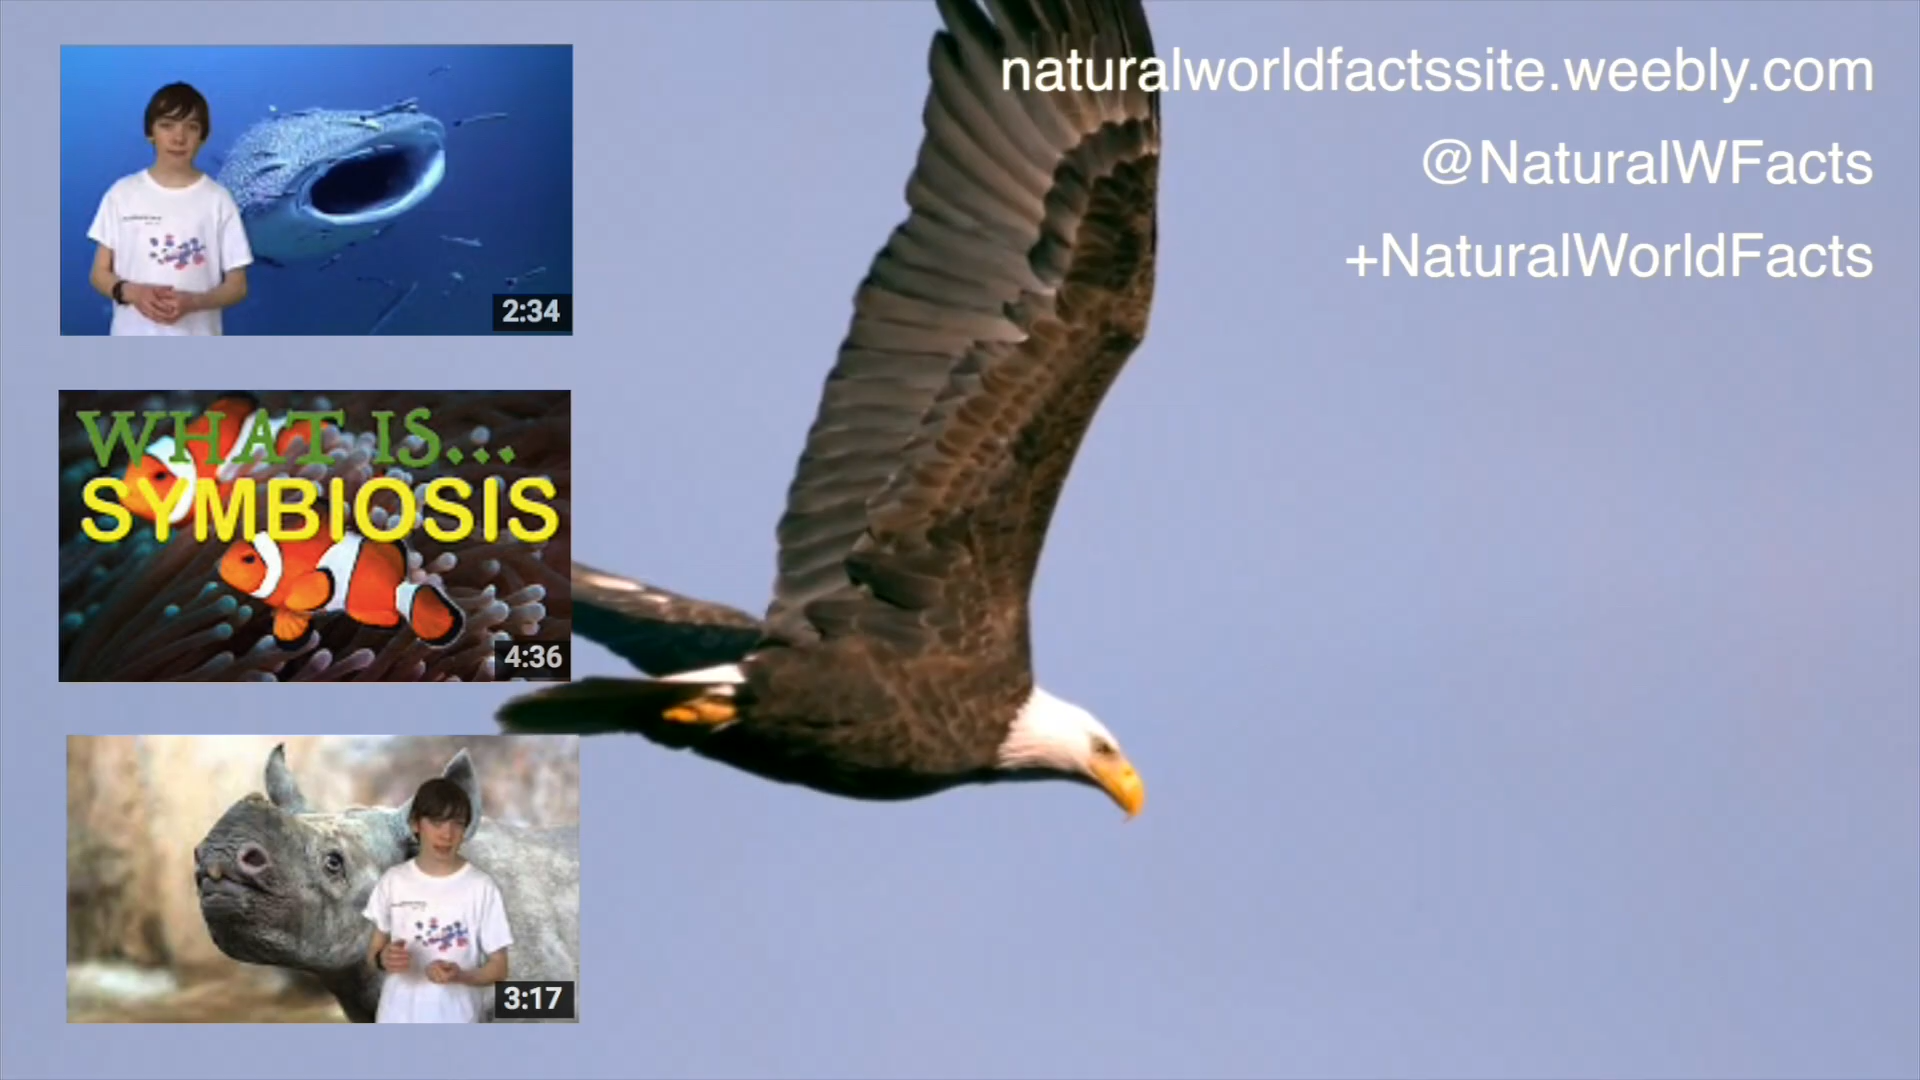 naturalworldfactssite.weebly.com
@NaturalWFacts
+NaturalWorldFacts
2:34
WHAT IS...
SYMBIOSIS
4:36
3:17